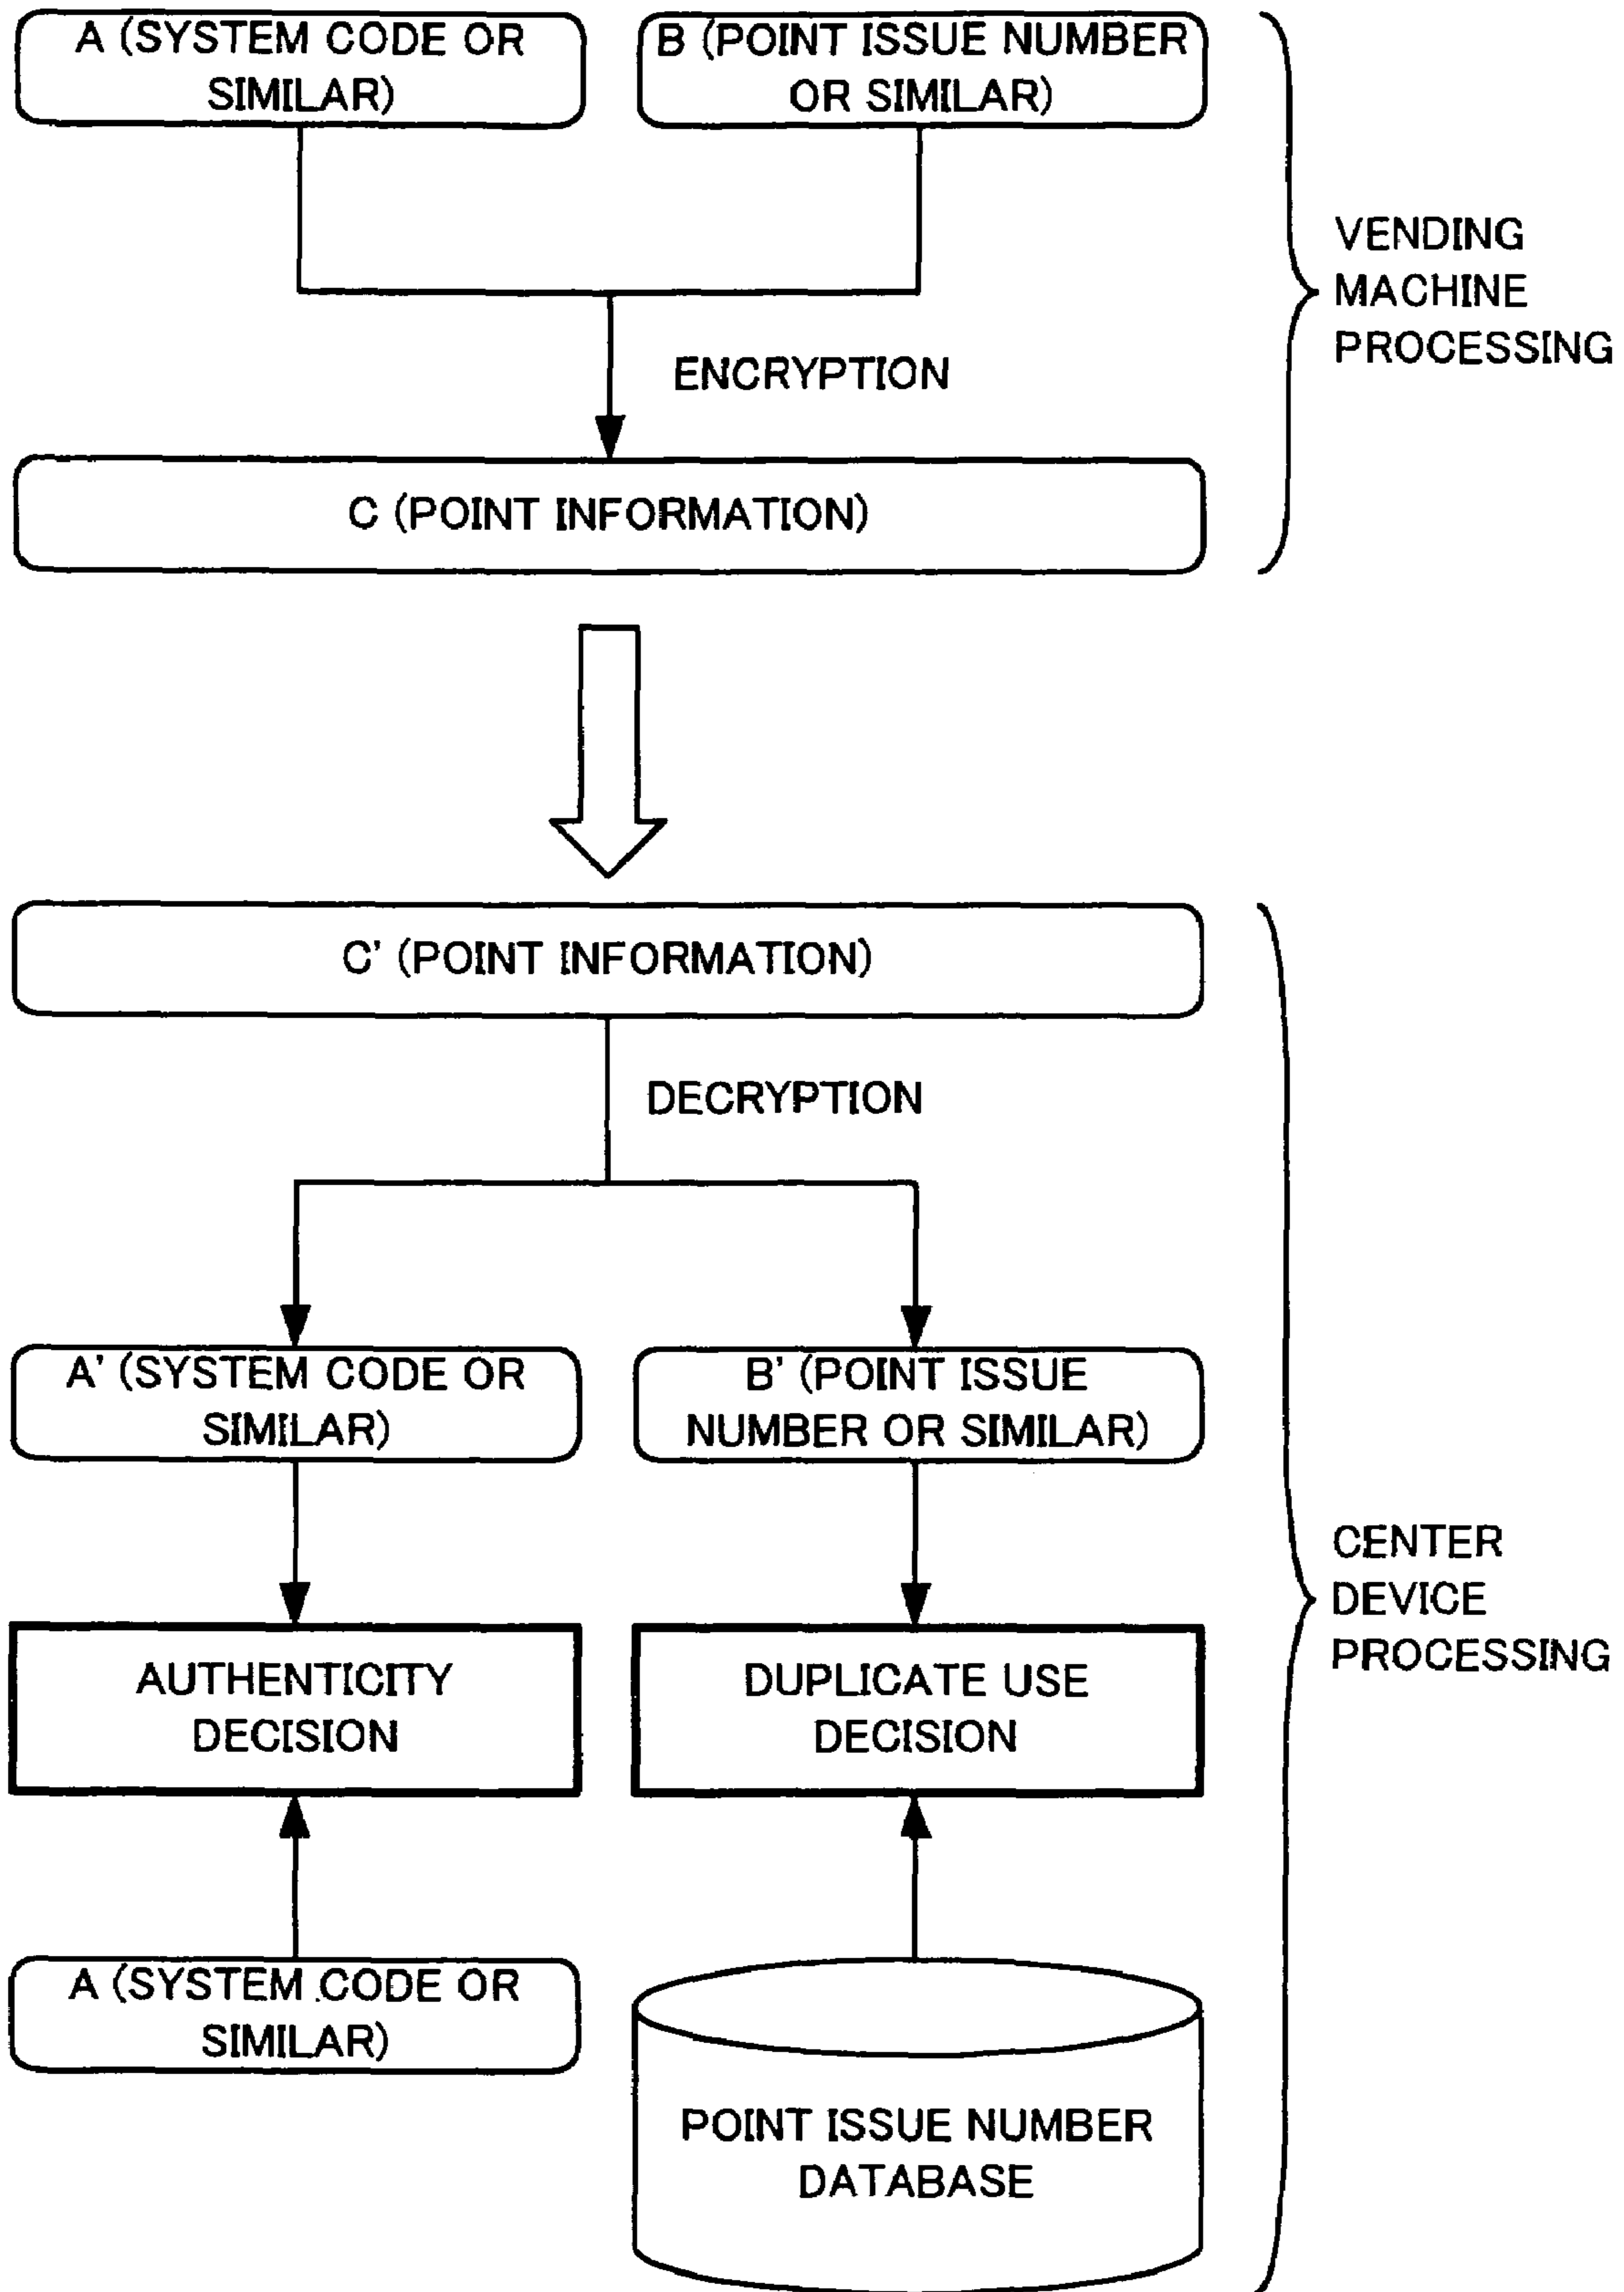 A (SYSTEM CODE OR
SIMILAR)
B (POINT ISSUE NUMBER
OR SIMILAR)
VENDING
MACHINE
PROCESSING
ENCRYPTION
C (POINT INFORMATION)
C' (POINT INFORMATION)
DECRYPTION
A' (SYSTEM CODE OR
SIMILAR)
B' (POINT ISSUE
NUMBER OR SIMILAR)
CENTER
DEVICE
PROCESSING
AUTHENTICITY
DECISION
DUPLICATE USE
DECISION
A (SYSTEM CODE OR
SIMILAR)
POINT ISSUE NUMBER
DATABASE